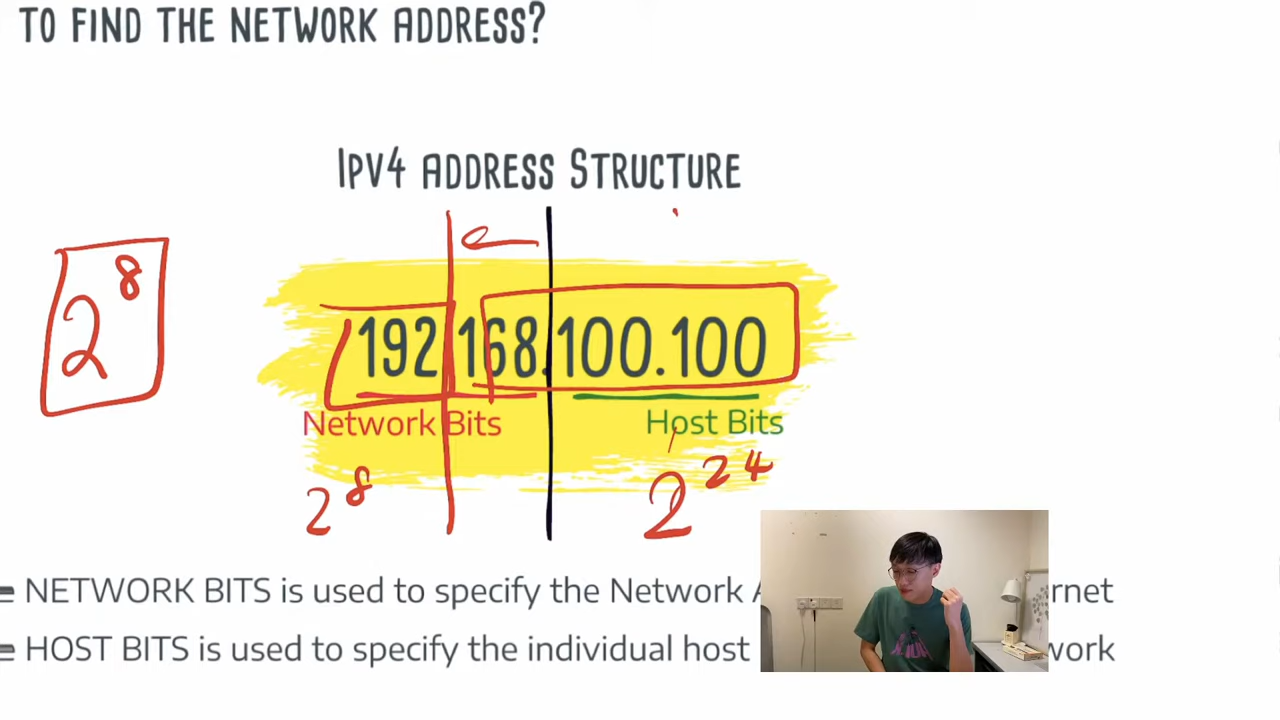 TO FIND THE NETWORK ADDRESS?
IPV4 ADDRESS STRUCTURE
2^8
192.168.100.100
Network Bits
Host Bits
2^8
2^24
NETWORK BITS is used to specify the Network rnet
HOST BITS is used to specify the individual host work